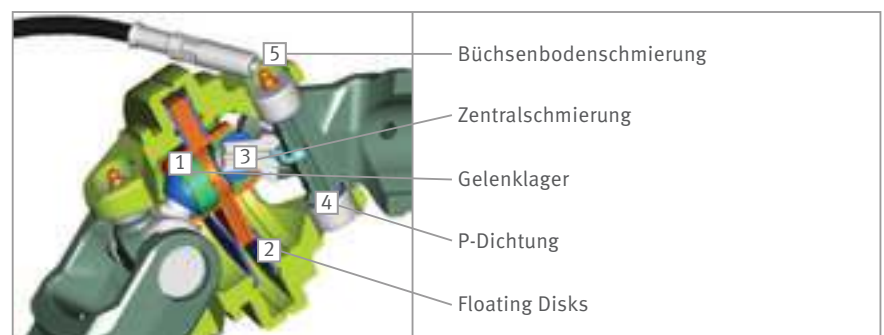 5
Büchsenbodenschmierung
Zentralschmierung
1
3
Gelenklager
4
P-Dichtung
2
Floating Disks